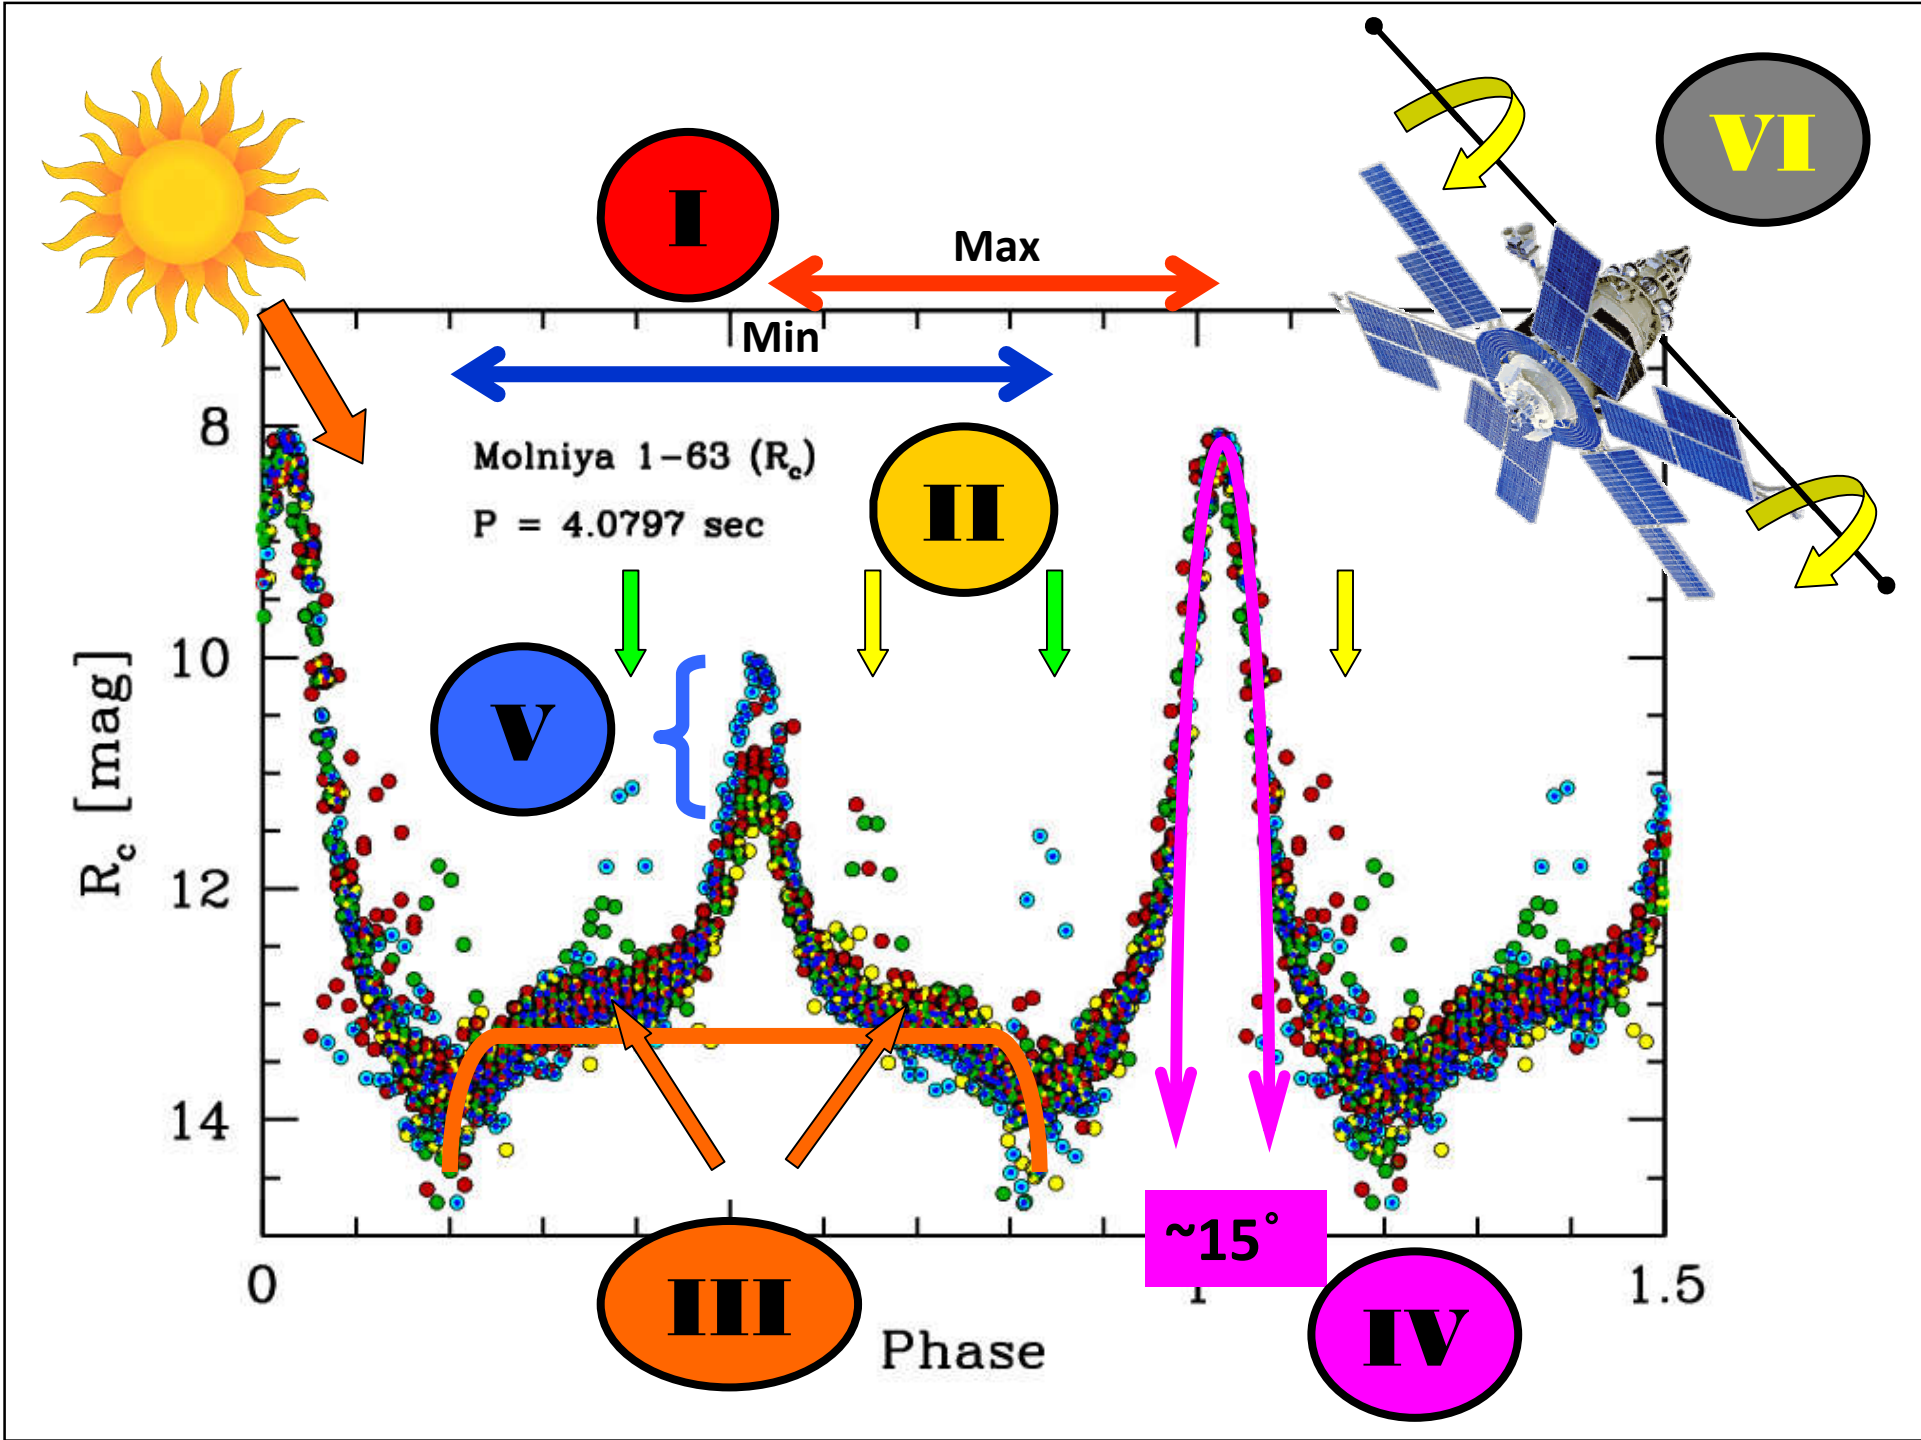 VI
I
Max
Min
8
Molniya 1-63 (Rc)
II
P = 4.0797 sec
10
V
Rc [mag]
12
14
~15°
0
III
1
1.5
IV
Phase